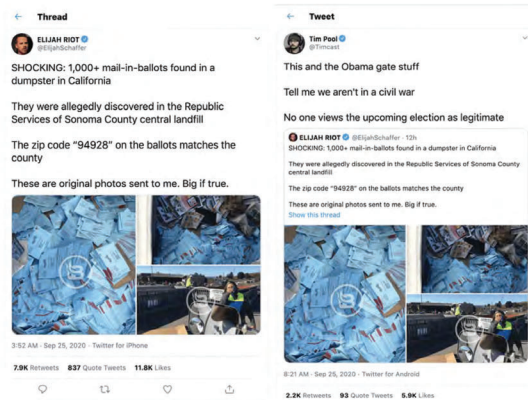 Thread
ELIJAH RIOT
@ElijahSchaffer
SHOCKING: 1,000+ mail-in-ballots found in a
dumpster in California
They were allegedly discovered in the Republic
Services of Sonoma County central landfill
The zip code “94928” on the ballots matches the
county
These are original photos sent to me. Big if true.
3:52 AM · Sep 25, 2020 · Twitter for iPhone
7.9K Retweets 837 Quote Tweets 11.8K Likes
Tweet
Tim Pool
@Timcast
This and the Obama gate stuff
Tell me we aren't in a civil war
No one views the upcoming election as legitimate
ELIJAH RIOT @ElijahSchaffer · 12h
SHOCKING: 1,000+ mail-in-ballots found in a dumpster in California
They were allegedly discovered in the Republic Services of Sonoma County
central landfill
The zip code “94928” on the ballots matches the county
These are original photos sent to me. Big if true.
Show this thread
8:21 AM · Sep 25, 2020 · Twitter for Android
2.2K Retweets 93 Quote Tweets 5.9K Likes